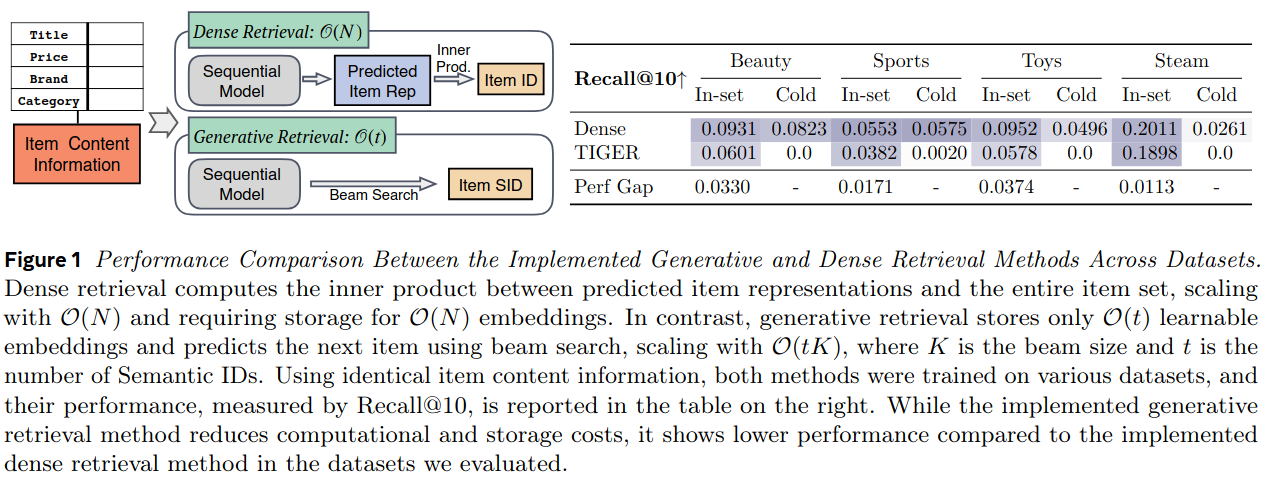 Title
Price
Brand
Category
Item Content
Information
Dense Retrieval: 𝒪(N)
Sequential
Model
Predicted
Item Rep
Inner
Prod.
Item ID
Generative Retrieval: 𝒪(t)
Sequential
Model
Beam Search
Item SID
Recall@10↑ Beauty Sports Toys Steam
In-set Cold In-set Cold In-set Cold In-set Cold
Dense 0.0931 0.0823 0.0553 0.0575 0.0952 0.0496 0.2011 0.0261
TIGER 0.0601 0.0 0.0382 0.0020 0.0578 0.0 0.1898 0.0
Perf Gap 0.0330 - 0.0171 - 0.0374 - 0.0113 -
Figure 1 Performance Comparison Between the Implemented Generative and Dense Retrieval Methods Across Datasets.
Dense retrieval computes the inner product between predicted item representations and the entire item set, scaling
with 𝒪(N) and requiring storage for 𝒪(N) embeddings. In contrast, generative retrieval stores only 𝒪(t) learnable
embeddings and predicts the next item using beam search, scaling with 𝒪(tK), where K is the beam size and t is the
number of Semantic IDs. Using identical item content information, both methods were trained on various datasets, and
their performance, measured by Recall@10, is reported in the table on the right. While the implemented generative
retrieval method reduces computational and storage costs, it shows lower performance compared to the implemented
dense retrieval method in the datasets we evaluated.